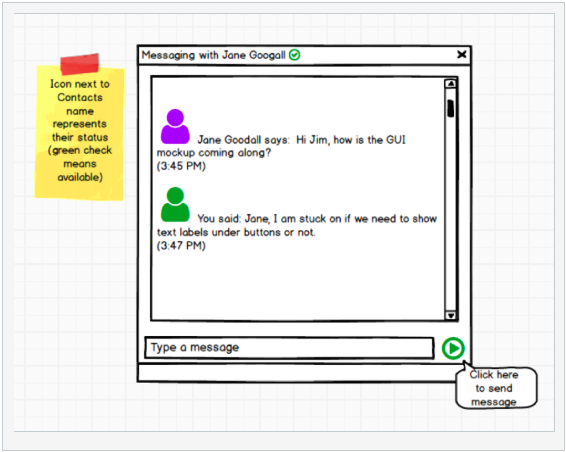 Messaging with Jane Googall
Icon next to
Contacts
name
represents
their status
(green check
means
available)
Jane Goodall says: Hi Jim, how is the GUI
mockup coming along?
(3:45 PM)
You said: Jane, I am stuck on if we need to show
text labels under buttons or not.
(3:47 PM)
Type a message
Click here
to send
message